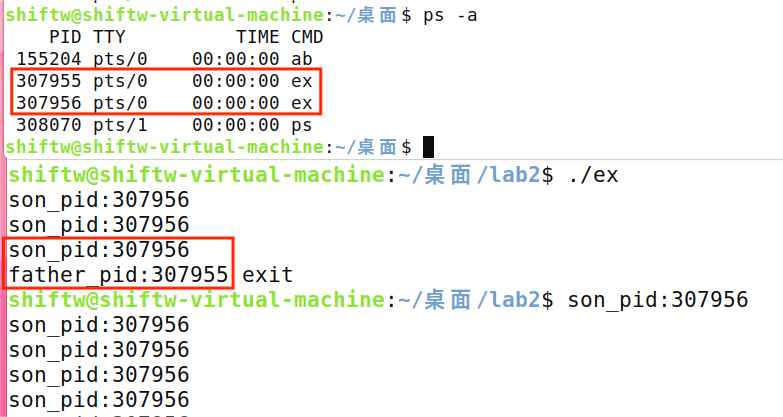 shiftw@shiftw-virtual-machine:~/桌面$ ps -a
PID TTY TIME CMD
155204 pts/0 00:00:00 ab
307955 pts/0 00:00:00 ex
307956 pts/0 00:00:00 ex
308070 pts/1 00:00:00 ps
shiftw@shiftw-virtual-machine:~/桌面$
shiftw@shiftw-virtual-machine:~/桌面/lab2$ ./ex
son_pid:307956
son_pid:307956
son_pid:307956
father_pid:307955 exit
shiftw@shiftw-virtual-machine:~/桌面/lab2$ son_pid:307956
son_pid:307956
son_pid:307956
son_pid:307956
son_pid:307956